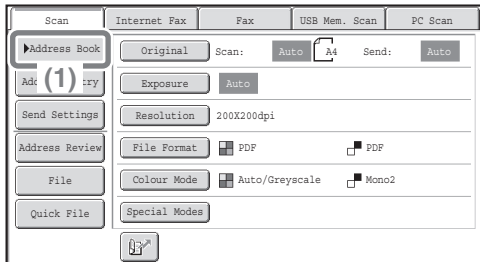 Scan Internet Fax Fax USB Mem. Scan PC Scan
Address Book Original Scan: Auto A4 Send: Auto
(1) Exposure Auto
Send Settings Resolution 200X200dpi
Address Review File Format PDF PDF
File Colour Mode Auto/Greyscale Mono2
Quick File Special Modes